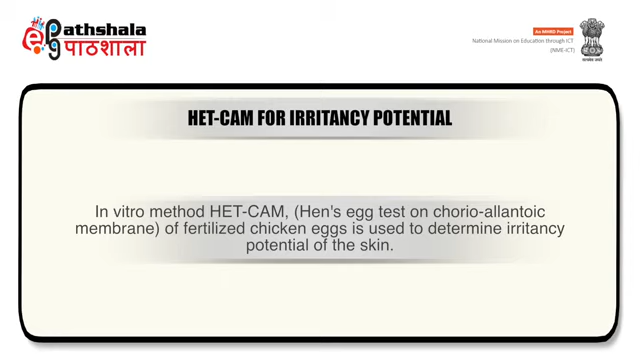 e Pathshala
पाठशाला
An MHRD Project
National Mission on Education through ICT
(NME-ICT)
HET-CAM FOR IRRITANCY POTENTIAL
In vitro method HET-CAM, (Hen's egg test on chorio-allantoic
membrane) of fertilized chicken eggs is used to determine irritancy
potential of the skin.